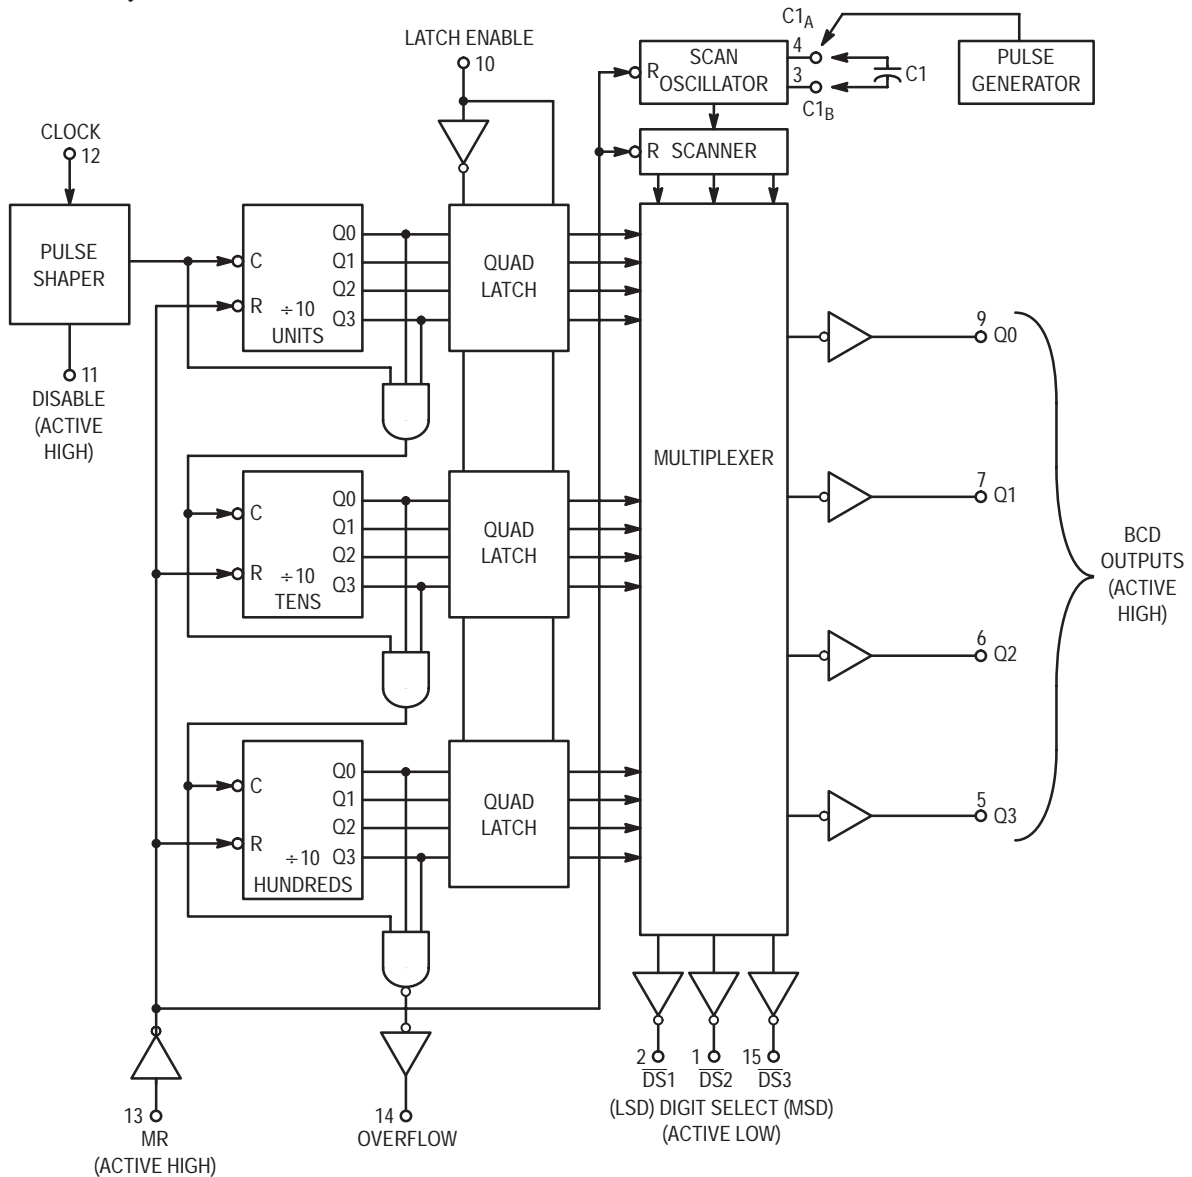 LATCH ENABLE
10
C1A
4
SCAN OSCILLATOR
R
3
C1
C1B
PULSE GENERATOR
CLOCK
12
R SCANNER
PULSE SHAPER
C
R
÷10
UNITS
Q0
Q1
Q2
Q3
QUAD LATCH
11
DISABLE
(ACTIVE
HIGH)
9 Q0
MULTIPLEXER
C
R
÷10
TENS
Q0
Q1
Q2
Q3
QUAD LATCH
7 Q1
BCD
OUTPUTS
(ACTIVE
HIGH)
6 Q2
C
R
÷10
HUNDREDS
Q0
Q1
Q2
Q3
QUAD LATCH
5 Q3
13
MR
(ACTIVE HIGH)
14
OVERFLOW
2 1 15
D̅S̅1 D̅S̅2 D̅S̅3
(LSD) DIGIT SELECT (MSD)
(ACTIVE LOW)